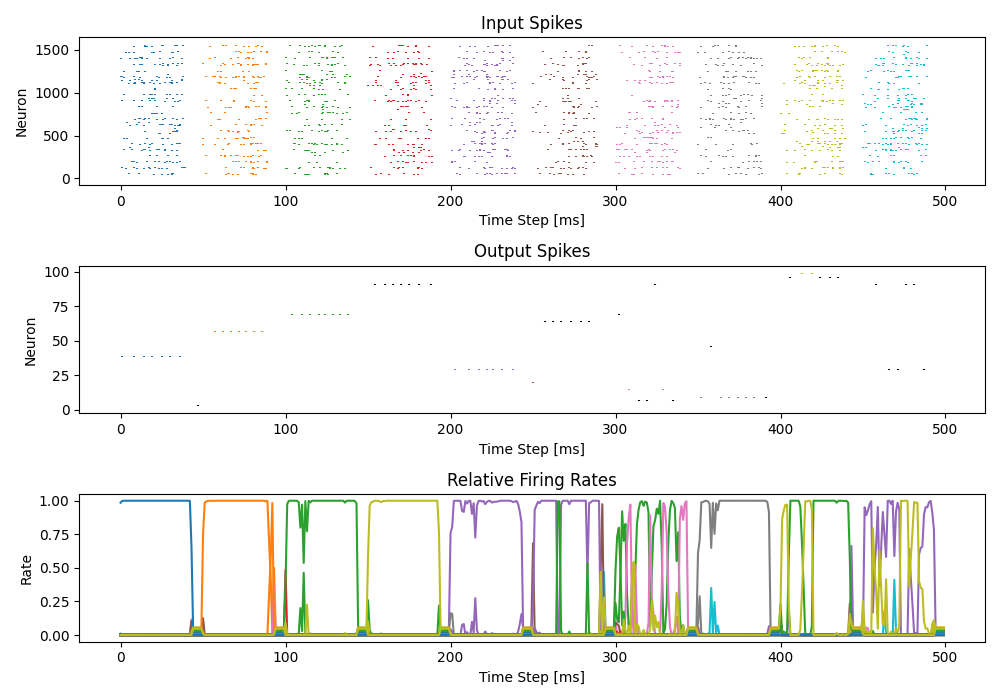 Input Spikes
1500
1000
500
0
Neuron
0 100 200 300 400 500
Time Step [ms]
Output Spikes
100
75
50
25
0
Neuron
0 100 200 300 400 500
Time Step [ms]
Relative Firing Rates
1.00
0.75
0.50
0.25
0.00
Rate
0 100 200 300 400 500
Time Step [ms]